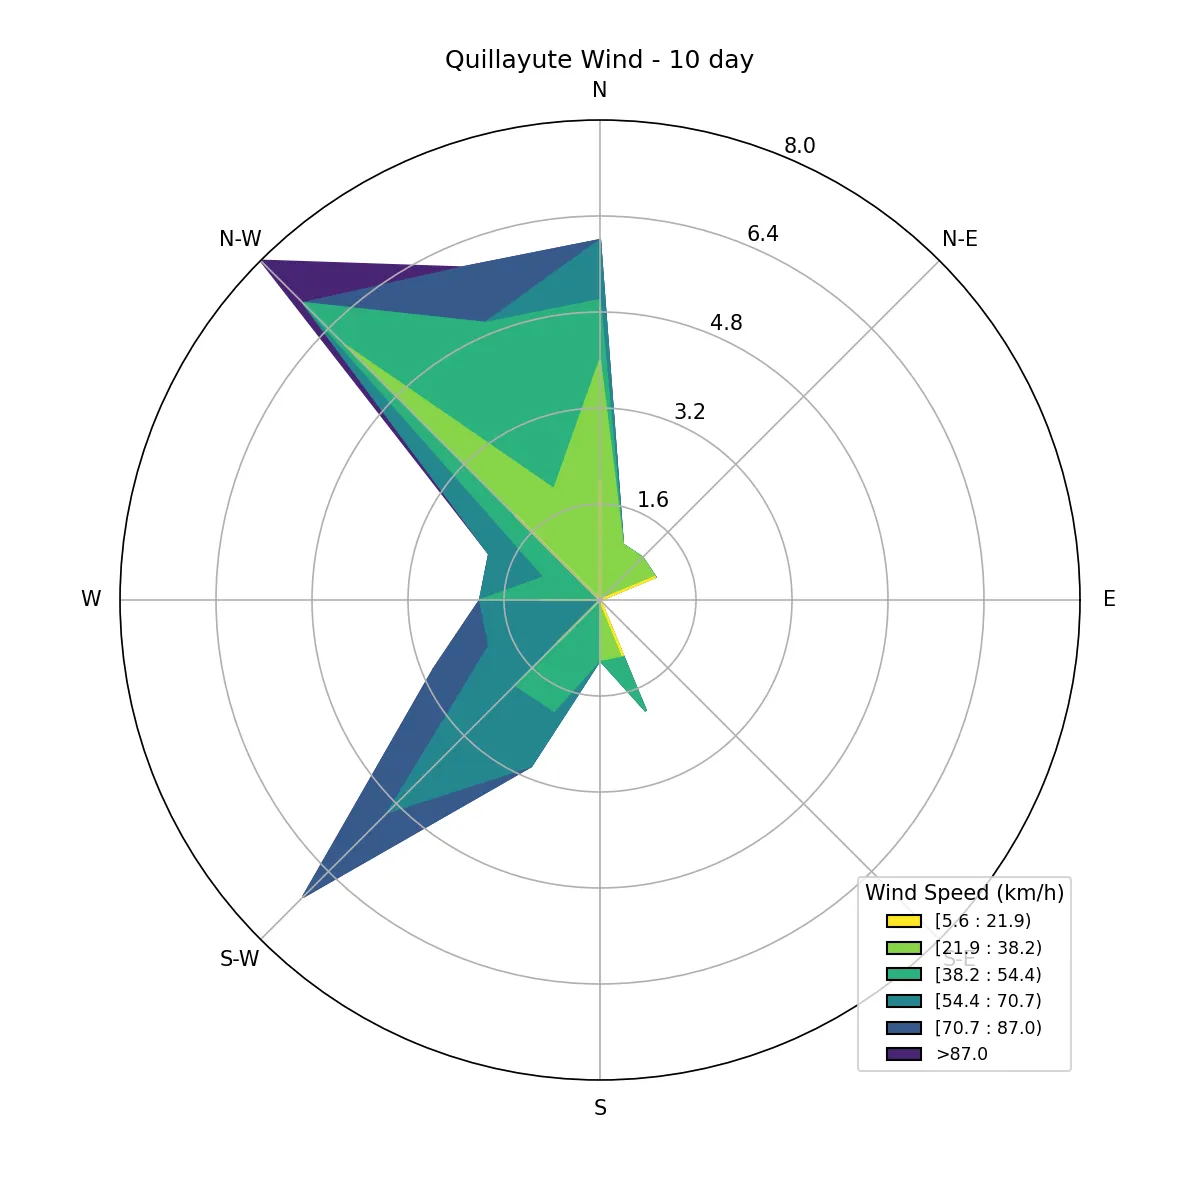 Quillayute Wind - 10 day
N
8.0
N-W
6.4
N-E
4.8
3.2
1.6
W
E
S-W
S-E
S
Wind Speed (km/h)
[5.6 : 21.9)
[21.9 : 38.2)
[38.2 : 54.4)
[54.4 : 70.7)
[70.7 : 87.0)
>87.0